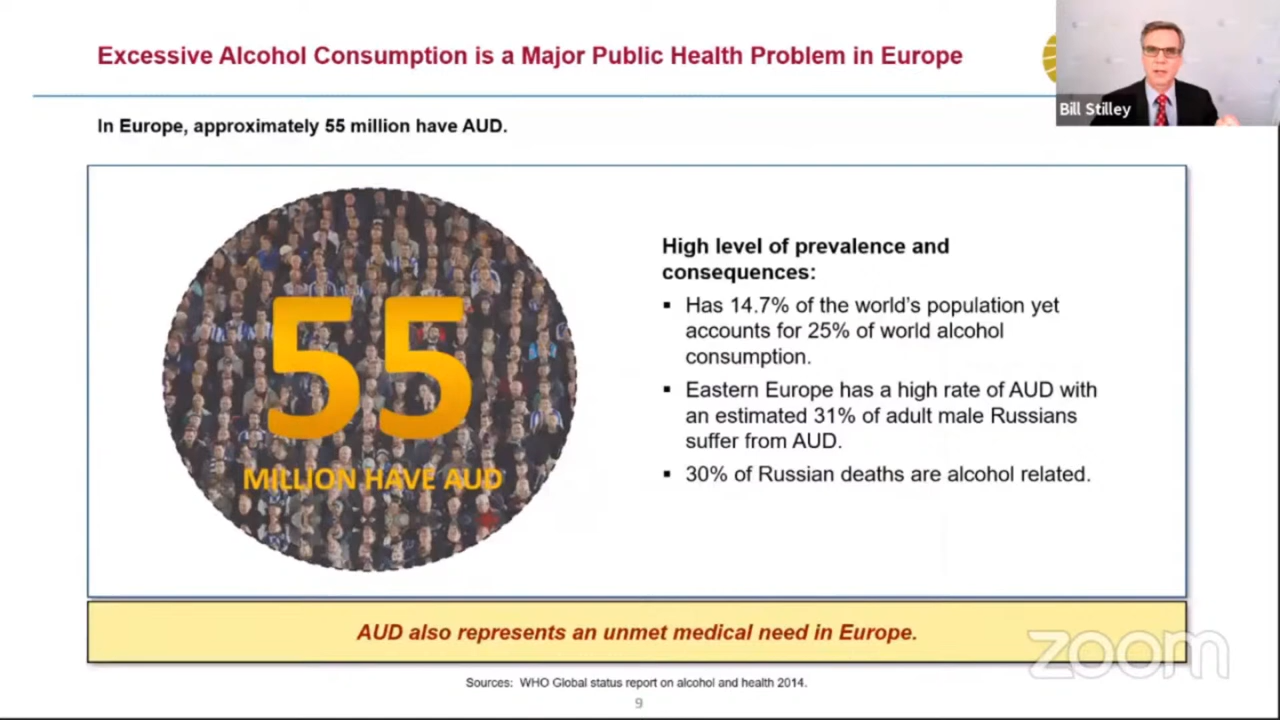 Excessive Alcohol Consumption is a Major Public Health Problem in Europe
Bill Stilley
In Europe, approximately 55 million have AUD.
55
MILLION HAVE AUD
High level of prevalence and
consequences:
▪ Has 14.7% of the world's population yet
accounts for 25% of world alcohol
consumption.
▪ Eastern Europe has a high rate of AUD with
an estimated 31% of adult male Russians
suffer from AUD.
▪ 30% of Russian deaths are alcohol related.
AUD also represents an unmet medical need in Europe.
zoom
Sources: WHO Global status report on alcohol and health 2014.
9